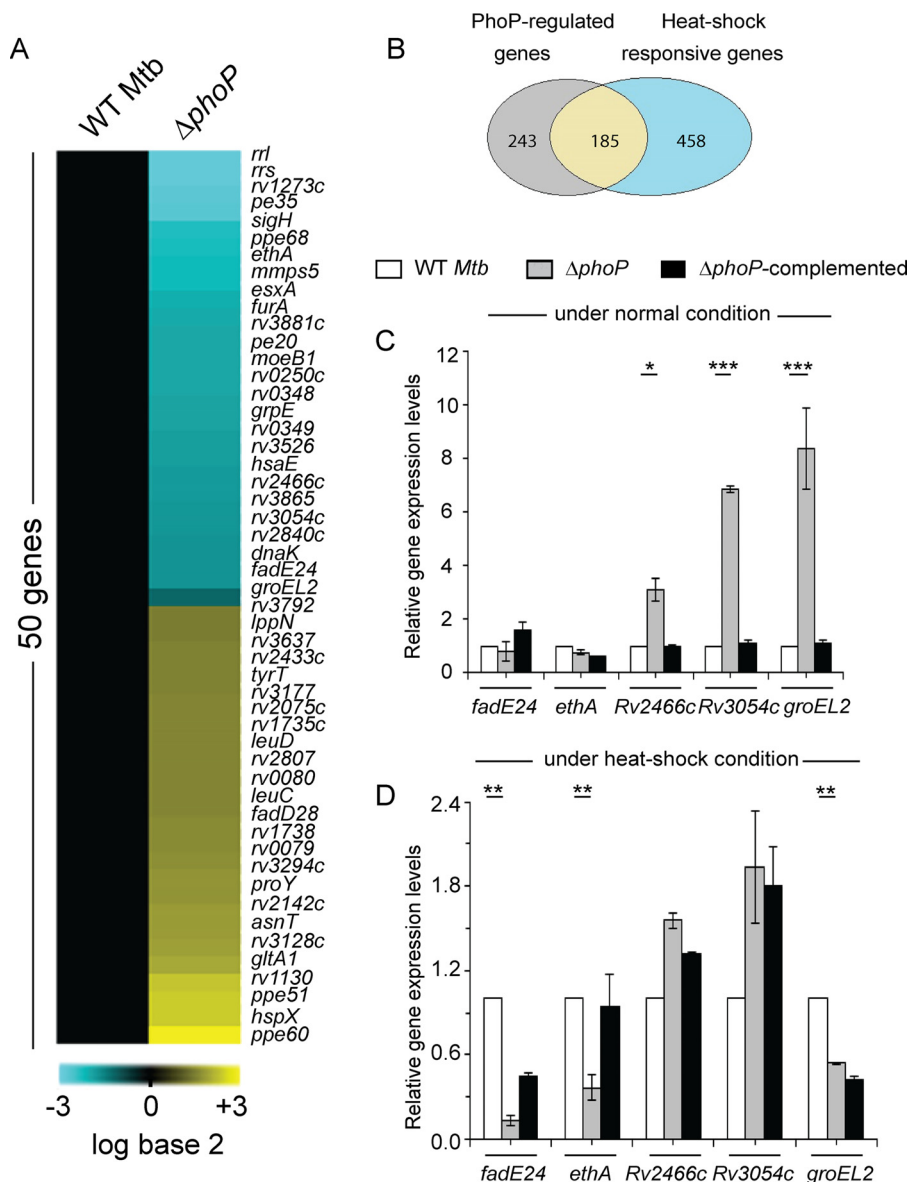 A
WT Mtb
ΔphoP
50 genes
rrl
rrs
rv1273c
pe35
sigH
ppe68
ethA
mmps5
esxA
furA
rv3881c
pe20
moeB1
rv0250c
rv0348
grpE
rv0349
rv3526
hsaE
rv2466c
rv3865
rv3054c
rv2840c
dnaK
fadE24
groEL2
rv3792
lppN
rv3637
rv2433c
tyrT
rv3177
rv2075c
rv1735c
leuD
rv2807
rv0080
leuC
fadD28
rv1738
rv0079
rv3294c
proY
rv2142c
asnT
rv3128c
gltA1
rv1130
ppe51
hspX
ppe60
-3 0 +3
log base 2
B
PhoP-regulated genes
Heat-shock responsive genes
243 185 458
WT Mtb ΔphoP ΔphoP-complemented
under normal condition
C
Relative gene expression levels
12
10
8
6
4
2
0
* *** ***
fadE24 ethA Rv2466c Rv3054c groEL2
under heat-shock condition
D
Relative gene expression levels
2.4
1.8
1.2
0.6
0.0
** ** **
fadE24 ethA Rv2466c Rv3054c groEL2